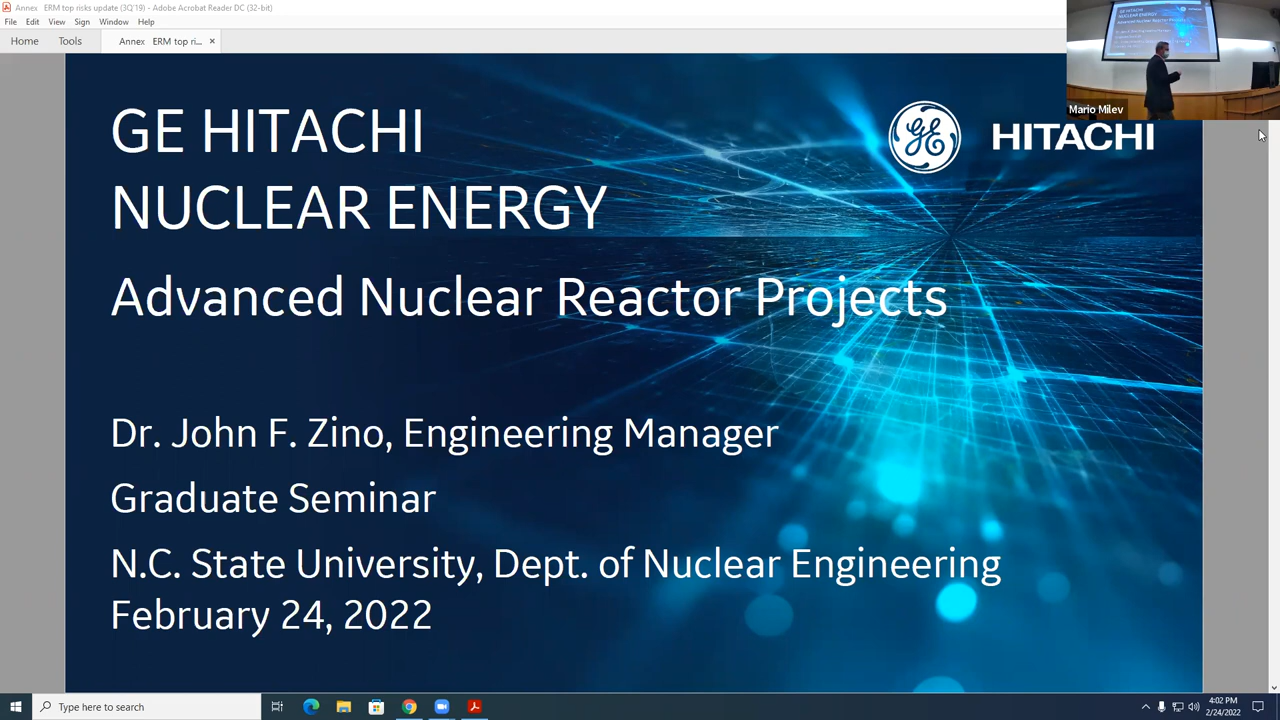 Annex ERM top risks update (3Q'19) - Adobe Acrobat Reader DC (32-bit)
File Edit View Sign Window Help
Home Tools Annex ERM top ri... ×
GE HITACHI
NUCLEAR ENERGY
Advanced Nuclear Reactor Projects
GE HITACHI
Mario Milev
Dr. John F. Zino, Engineering Manager
Graduate Seminar
N.C. State University, Dept. of Nuclear Engineering
February 24, 2022
Type here to search
4:02 PM
2/24/2022